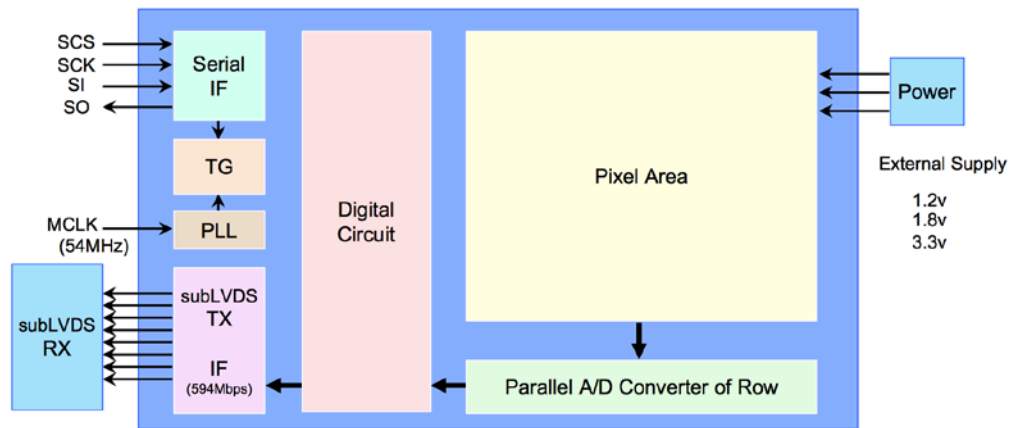 SCS
SCK
SI
SO
Serial
IF
TG
MCLK
(54MHz)
PLL
subLVDS
RX
subLVDS
TX
IF
(594Mbps)
Digital
Circuit
Pixel Area
Parallel A/D Converter of Row
Power
External Supply
1.2v
1.8v
3.3v